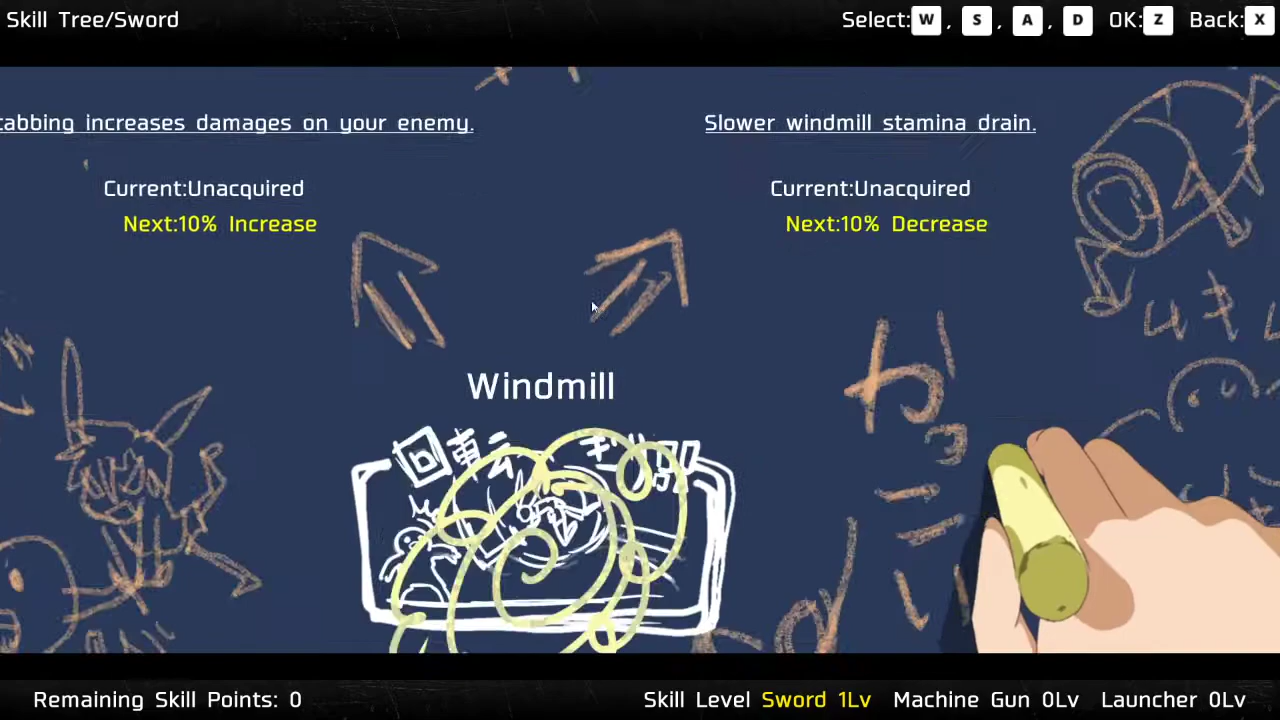 Skill Tree/Sword
Select: W , S , A , D OK: Z Back: X
tabbing increases damages on your enemy.
Slower windmill stamina drain.
Current:Unacquired
Next:10% Increase
Current:Unacquired
Next:10% Decrease
Windmill
Remaining Skill Points: 0
Skill Level Sword 1Lv Machine Gun 0Lv Launcher 0Lv